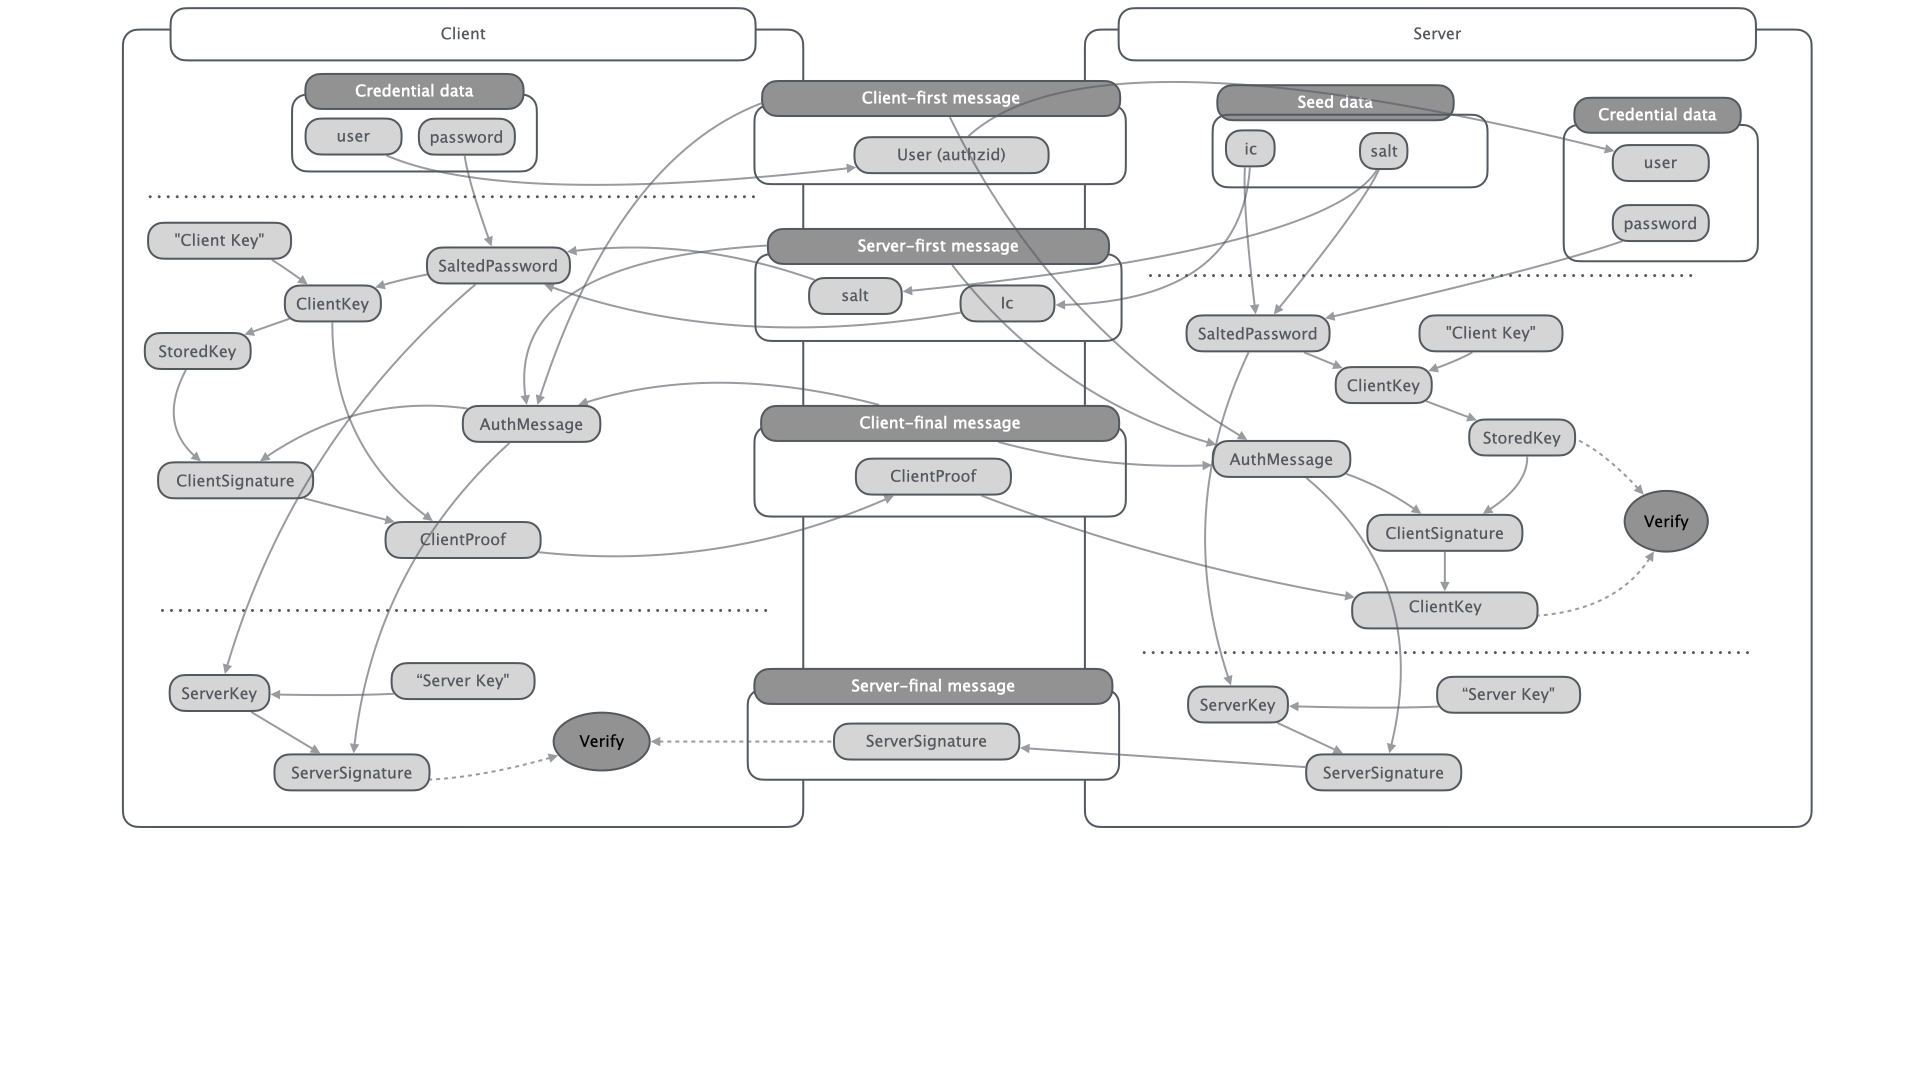 Client
Server
Credential data
user
password
Client-first message
User (authzid)
Seed data
ic
salt
Credential data
user
password
"Client Key"
SaltedPassword
ClientKey
StoredKey
AuthMessage
ClientSignature
ClientProof
Server-first message
salt
Ic
Client-final message
ClientProof
SaltedPassword
"Client Key"
ClientKey
StoredKey
AuthMessage
ClientSignature
Verify
ClientKey
ServerKey
“Server Key"
ServerSignature
Verify
Server-final message
ServerSignature
ServerKey
“Server Key"
ServerSignature